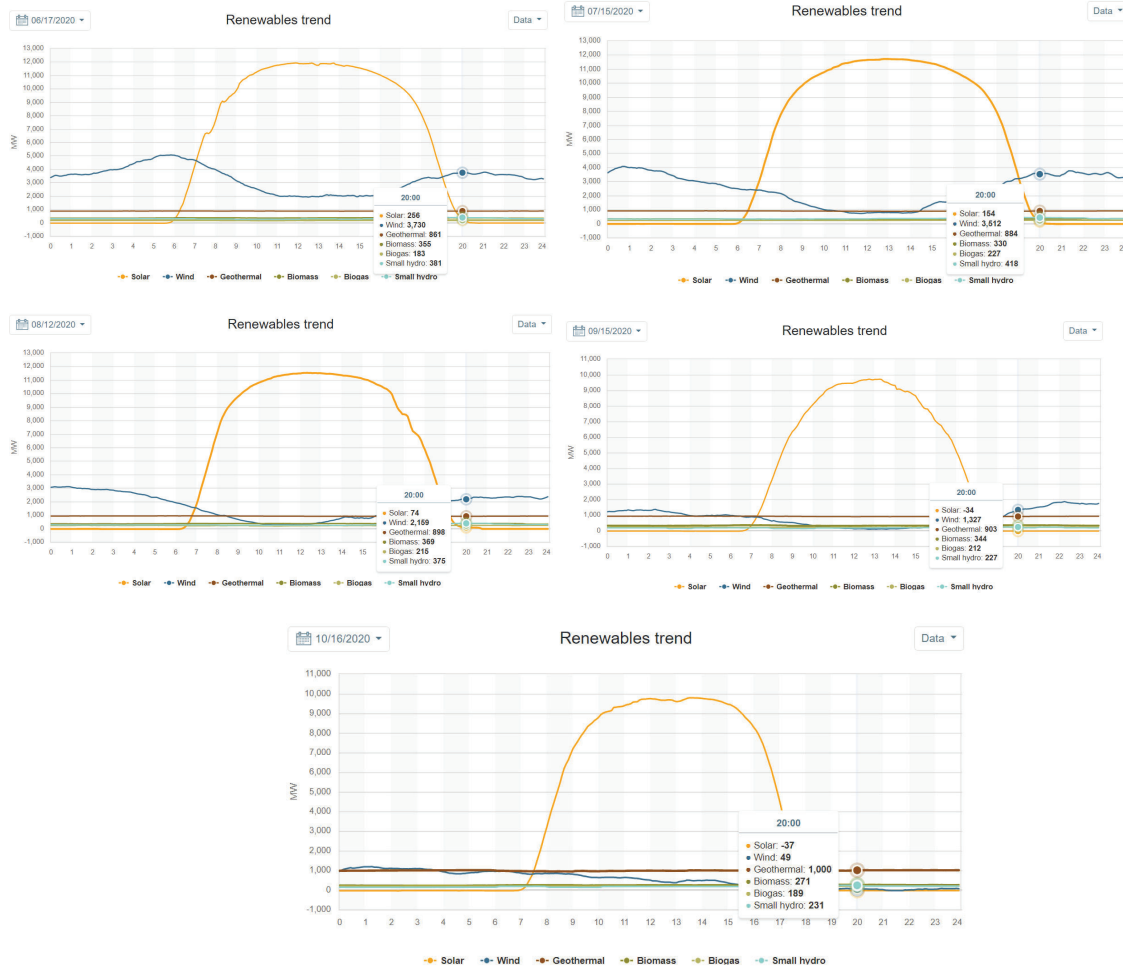 06/17/2020
Renewables trend
Data
13,000
12,000
11,000
10,000
9,000
8,000
7,000
6,000
5,000
4,000
3,000
2,000
1,000
0
-1,000
MW
20:00
Solar: 256
Wind: 3,730
Geothermal: 861
Biomass: 355
Biogas: 183
Small hydro: 381
0 1 2 3 4 5 6 7 8 9 10 11 12 13 14 15 20 21 22 23 24
Solar Wind Geothermal Biomass Biogas Small hydro
07/15/2020
Renewables trend
Data
13,000
12,000
11,000
10,000
9,000
8,000
7,000
6,000
5,000
4,000
3,000
2,000
1,000
0
-1,000
MW
20:00
Solar: 154
Wind: 3,512
Geothermal: 884
Biomass: 330
Biogas: 227
Small hydro: 418
0 1 2 3 4 5 6 7 8 9 10 11 12 13 14 15 16 20 21 22 23 24
Solar Wind Geothermal Biomass Biogas Small hydro
08/12/2020
Renewables trend
Data
13,000
12,000
11,000
10,000
9,000
8,000
7,000
6,000
5,000
4,000
3,000
2,000
1,000
0
-1,000
MW
20:00
Solar: 74
Wind: 2,159
Geothermal: 898
Biomass: 369
Biogas: 215
Small hydro: 375
0 1 2 3 4 5 6 7 8 9 10 11 12 13 14 15 20 21 22 23 24
Solar Wind Geothermal Biomass Biogas Small hydro
09/15/2020
Renewables trend
Data
11,000
10,000
9,000
8,000
7,000
6,000
5,000
4,000
3,000
2,000
1,000
0
-1,000
MW
20:00
Solar: -34
Wind: 1,327
Geothermal: 903
Biomass: 344
Biogas: 212
Small hydro: 227
0 1 2 3 4 5 6 7 8 9 10 11 12 13 14 15 16 20 21 22 23 24
Solar Wind Geothermal Biomass Biogas Small hydro
10/16/2020
Renewables trend
Data
11,000
10,000
9,000
8,000
7,000
6,000
5,000
4,000
3,000
2,000
1,000
0
-1,000
MW
20:00
Solar: -37
Wind: 49
Geothermal: 1,000
Biomass: 271
Biogas: 189
Small hydro: 231
0 1 2 3 4 5 6 7 8 9 10 11 12 13 14 15 16 17 18 19 20 21 22 23 24
Solar Wind Geothermal Biomass Biogas Small hydro